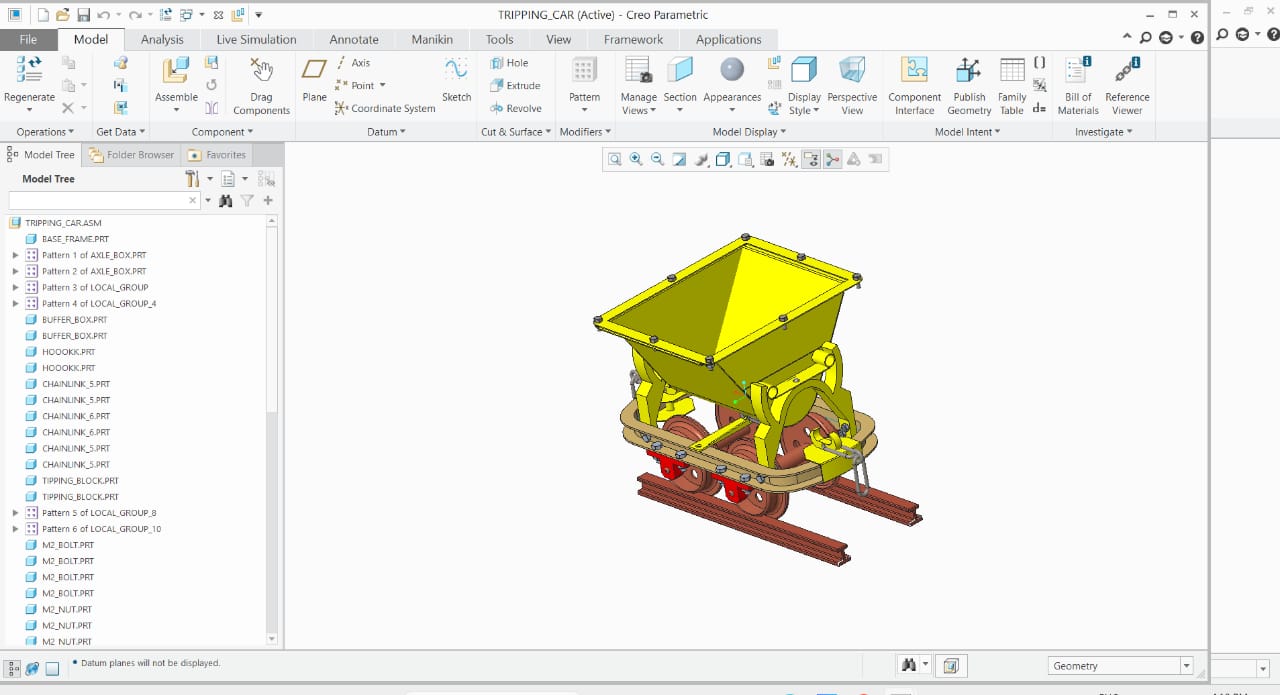 TRIPPING_CAR (Active) - Creo Parametric
File Model Analysis Live Simulation Annotate Manikin Tools View Framework Applications
Regenerate
Assemble
Drag
Components
Plane
Axis
Point
Coordinate System
Sketch
Hole
Extrude
Revolve
Pattern
Manage
Views
Section
Appearances
Display
Style
Perspective
View
Component
Interface
Publish
Geometry
Family
Table
Bill of
Materials
Reference
Viewer
Operations Get Data Component Datum Cut & Surface Modifiers Model Display Model Intent Investigate
Model Tree Folder Browser Favorites
Model Tree
TRIPPING_CAR.ASM
BASE_FRAME.PRT
Pattern 1 of AXLE_BOX.PRT
Pattern 2 of AXLE_BOX.PRT
Pattern 3 of LOCAL_GROUP
Pattern 4 of LOCAL_GROUP_4
BUFFER_BOX.PRT
BUFFER_BOX.PRT
HOOOKK.PRT
HOOOKK.PRT
CHAINLINK_5.PRT
CHAINLINK_5.PRT
CHAINLINK_6.PRT
CHAINLINK_6.PRT
CHAINLINK_5.PRT
CHAINLINK_5.PRT
TIPPING_BLOCK.PRT
TIPPING_BLOCK.PRT
Pattern 5 of LOCAL_GROUP_8
Pattern 6 of LOCAL_GROUP_10
M2_BOLT.PRT
M2_BOLT.PRT
M2_BOLT.PRT
M2_BOLT.PRT
M2_NUT.PRT
M2_NUT.PRT
M2_NUT.PRT
Datum planes will not be displayed.
Geometry